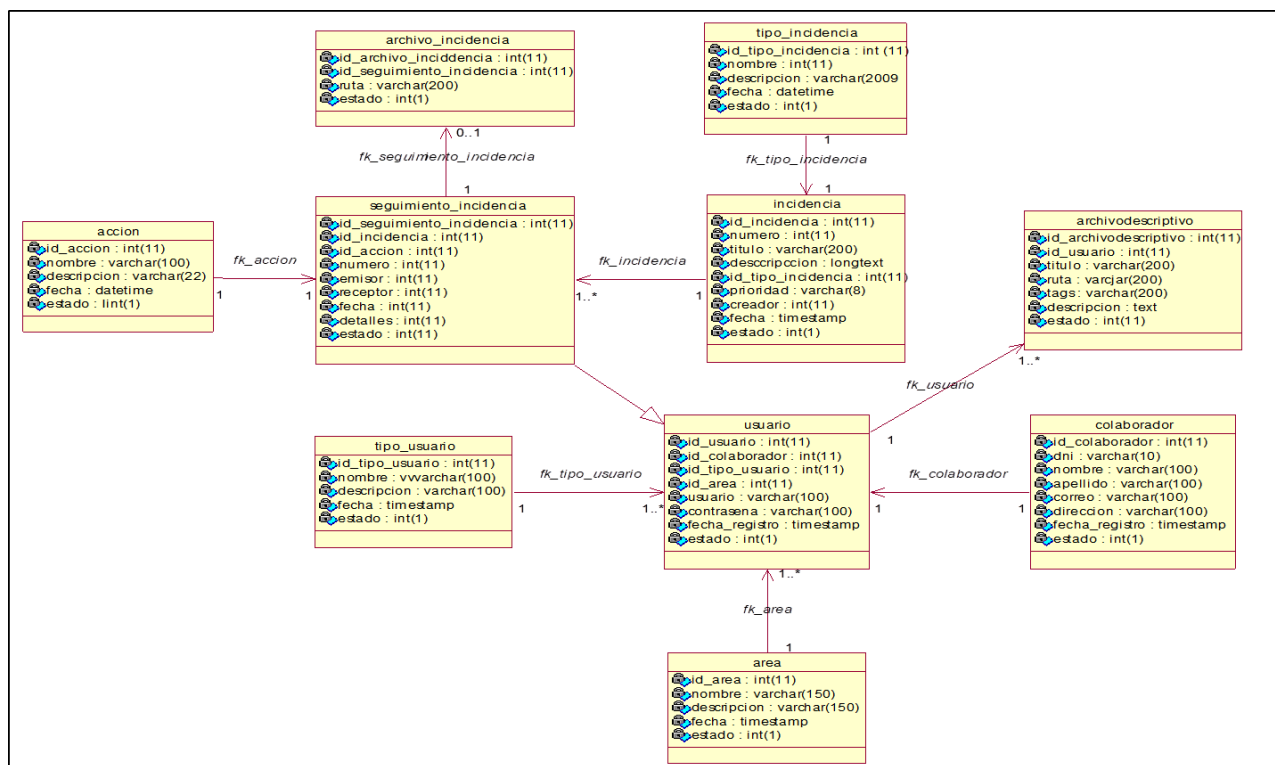 archivo_incidencia
id_archivo_inciddencia : int(11)
id_seguimiento_incidencia : int(11)
ruta : varchar(200)
estado : int(1)
tipo_incidencia
id_tipo_incidencia : int (11)
nombre : int(11)
descripcion : varchar(2009
fecha : datetime
estado : int(1)
0..1
fk_seguimiento_incidencia
1
1
fk_tipo_incidencia
1
accion
id_accion : int(11)
nombre : varchar(100)
descripcion : varchar(22)
fecha : datetime
estado : lint(1)
fk_accion
1
1
seguimiento_incidencia
id_seguimiento_incidencia : int(11)
id_incidencia : int(11)
id_accion : int(11)
numero : int(11)
emisor : int(11)
receptor : int(11)
fecha : int(11)
detalles : int(11)
estado : int(11)
fk_incidencia
1..*
1
incidencia
id_incidencia : int(11)
numero : int(11)
titulo : varchar(200)
desccripccion : longtext
id_tipo_incidencia : int(11)
prioridad : varchar(8)
creador : int(11)
fecha : timestamp
estado : int(1)
archivodescriptivo
id_archivodescriptivo : int(11)
id_usuario : int(11)
titulo : varchar(200)
ruta : varcjar(200)
tags : varchar(200)
descripcion : text
estado : int(11)
1..*
fk_usuario
1
tipo_usuario
id_tipo_usuario : int(11)
nombre : vvvarchar(100)
descripcion : varchar(100)
fecha : timestamp
estado : int(1)
fk_tipo_usuario
1
1..*
usuario
id_usuario : int(11)
id_colaborador : int(11)
id_tipo_usuario : int(11)
id_area : int(11)
usuario : varchar(100)
contrasena : varchar(100)
fecha_registro : timestamp
estado : int(1)
fk_colaborador
1
1
colaborador
id_colaborador : int(11)
dni : varchar(10)
nombre : varchar(100)
apellido : varchar(100)
correo : varchar(100)
direccion : varchar(100)
fecha_registro : timestamp
estado : int(1)
1..*
fk_area
1
area
id_area : int(11)
nombre : varchar(150)
descripcion : varchar(150)
fecha : timestamp
estado : int(1)